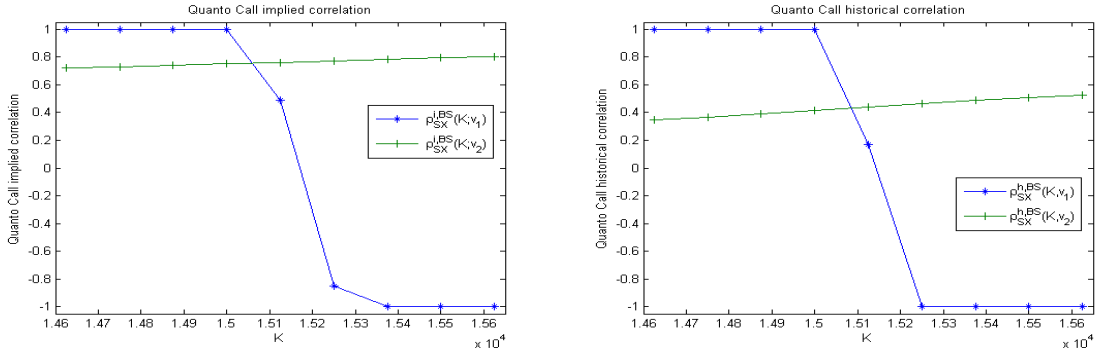 Quanto Call implied correlation
Quanto Call implied correlation
1
0.8
0.6
0.4
0.2
0
-0.2
-0.4
-0.6
-0.8
-1
ρ_SX^i,BS(K;v_1)
ρ_SX^i,BS(K;v_2)
1.46 1.47 1.48 1.49 1.5 1.51 1.52 1.53 1.54 1.55 1.56
K
x 10^4
Quanto Call historical correlation
Quanto Call historical correlation
1
0.8
0.6
0.4
0.2
0
-0.2
-0.4
-0.6
-0.8
-1
ρ_SX^h,BS(K,v_1)
ρ_SX^h,BS(K,v_2)
1.46 1.47 1.48 1.49 1.5 1.51 1.52 1.53 1.54 1.55 1.56
K
x 10^4